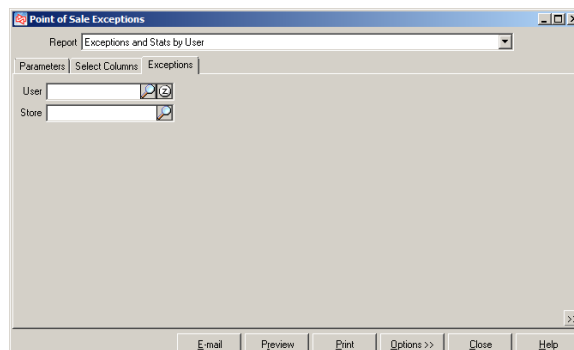 Point of Sale Exceptions
Report Exceptions and Stats by User
Parameters Select Columns Exceptions
User
Store
>>
E-mail Preview Print Options >> Close Help